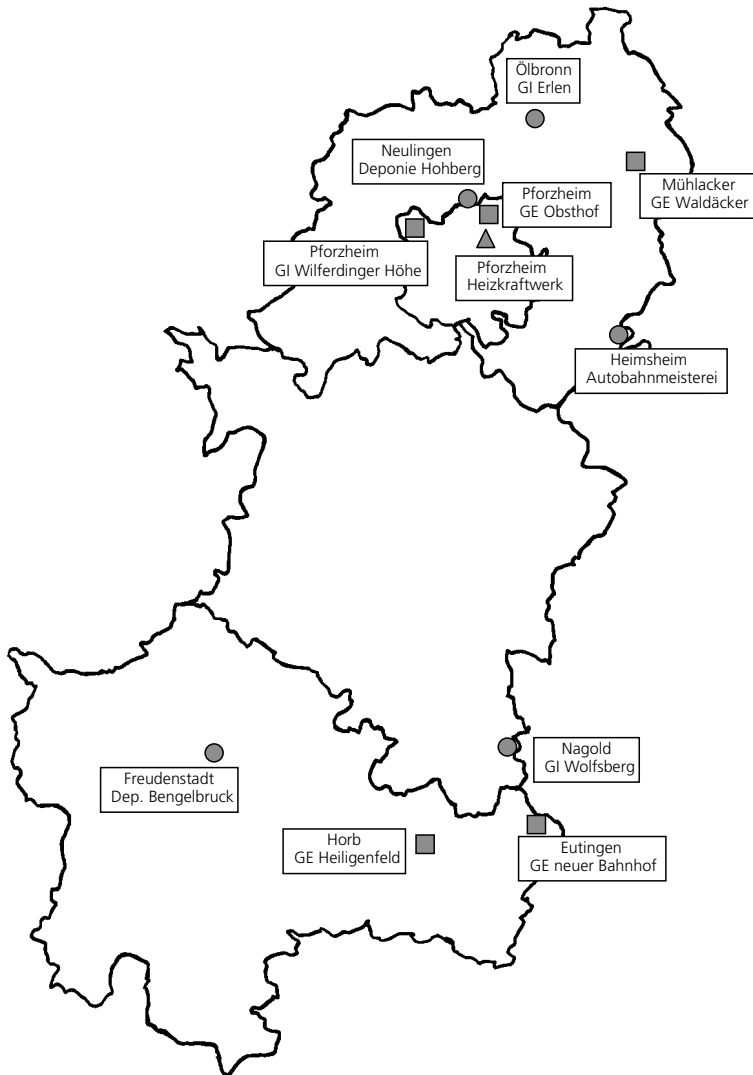 Ölbronn
GI Erlen
Neulingen
Deponie Hohberg
Pforzheim
GE Obsthof
Mühlacker
GE Waldäcker
Pforzheim
GI Wilferdinger Höhe
Pforzheim
Heizkraftwerk
Heimsheim
Autobahnmeisterei
Nagold
GI Wolfsberg
Freudenstadt
Dep. Bengelbruck
Horb
GE Heiligenfeld
Eutingen
GE neuer Bahnhof